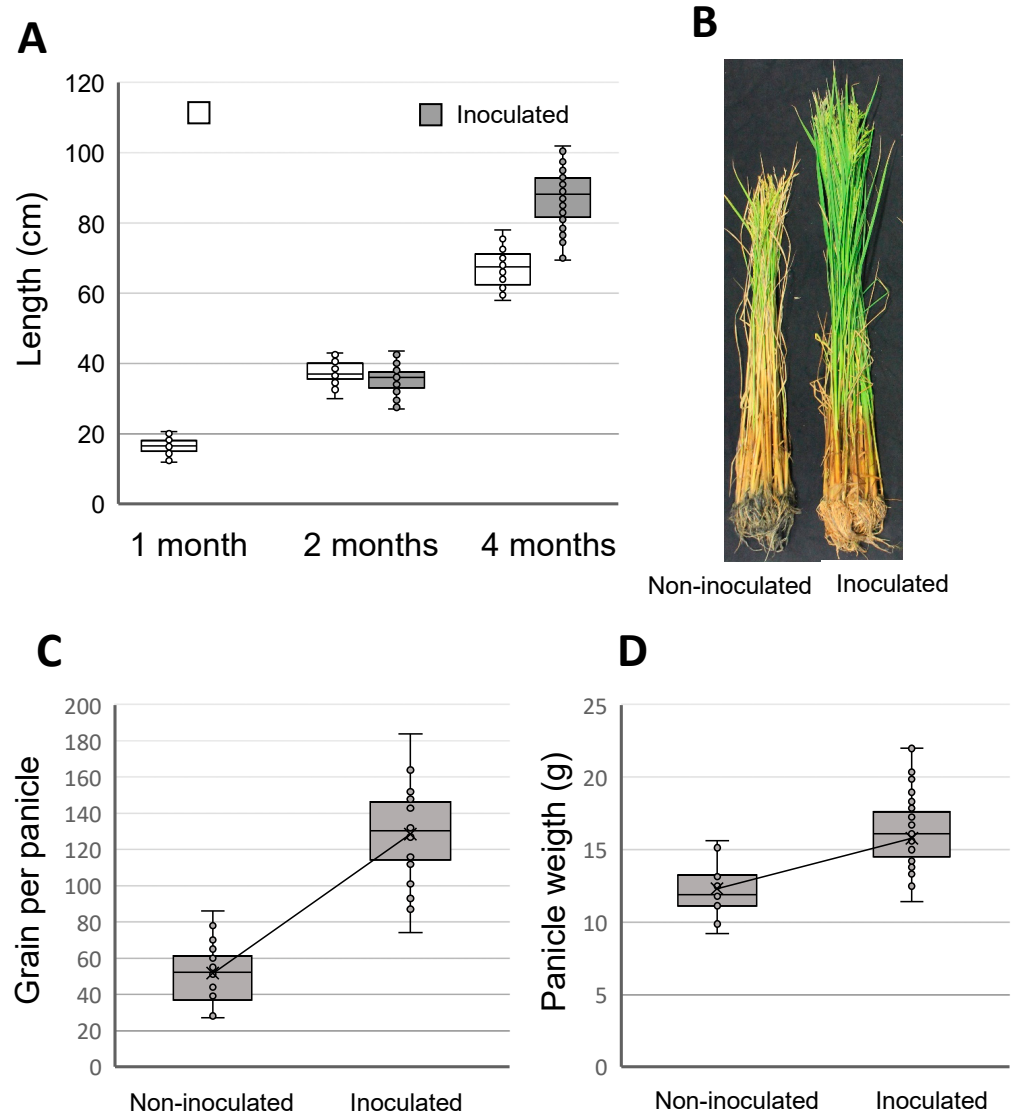 A
B
120
100
80
60
40
20
0
Length (cm)
Inoculated
1 month 2 months 4 months
Non-inoculated Inoculated
C
D
200
180
160
140
120
100
80
60
40
20
0
Grain per panicle
Non-inoculated Inoculated
25
20
15
10
5
0
Panicle weigth (g)
Non-inoculated Inoculated